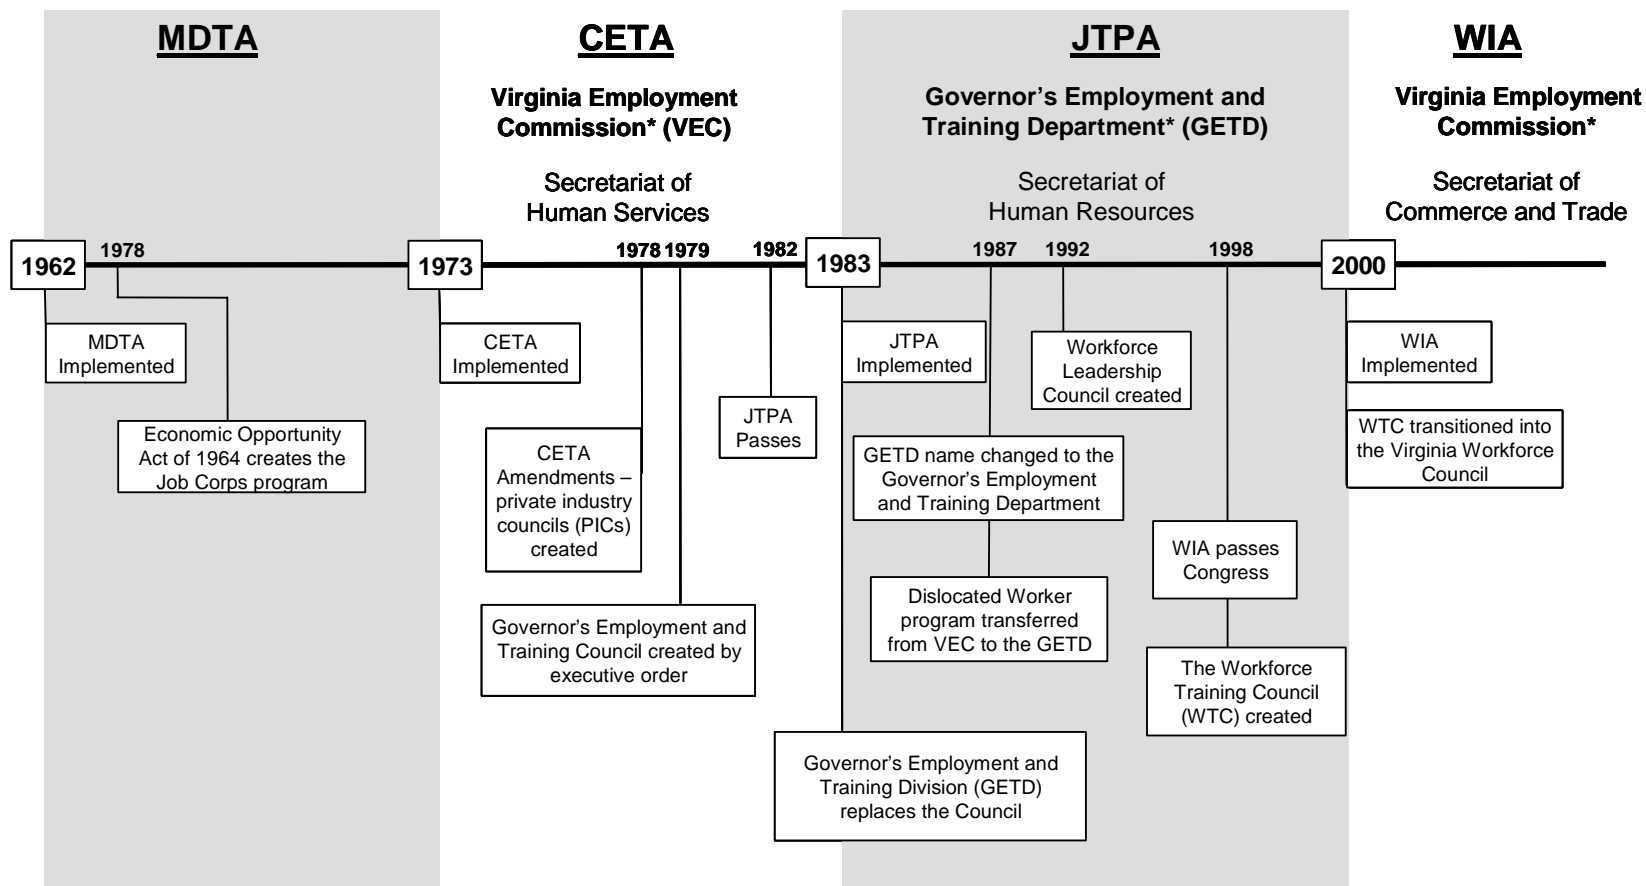 MDTA
CETA
JTPA
WIA
Virginia Employment
Commission* (VEC)
Governor's Employment and
Training Department* (GETD)
Virginia Employment
Commission*
Secretariat of
Human Services
Secretariat of
Human Resources
Secretariat of
Commerce and Trade
1962
1978
1973
1978
1979
1982
1983
1987
1992
1998
2000
MDTA
Implemented
Economic Opportunity
Act of 1964 creates the
Job Corps program
CETA
Implemented
CETA
Amendments –
private industry
councils (PICs)
created
Governor's Employment and
Training Council created by
executive order
JTPA
Passes
JTPA
Implemented
Governor's Employment and
Training Division (GETD)
replaces the Council
GETD name changed to the
Governor's Employment
and Training Department
Dislocated Worker
program transferred
from VEC to the GETD
Workforce
Leadership
Council created
WIA passes
Congress
The Workforce
Training Council
(WTC) created
WIA
Implemented
WTC transitioned into
the Virginia Workforce
Council